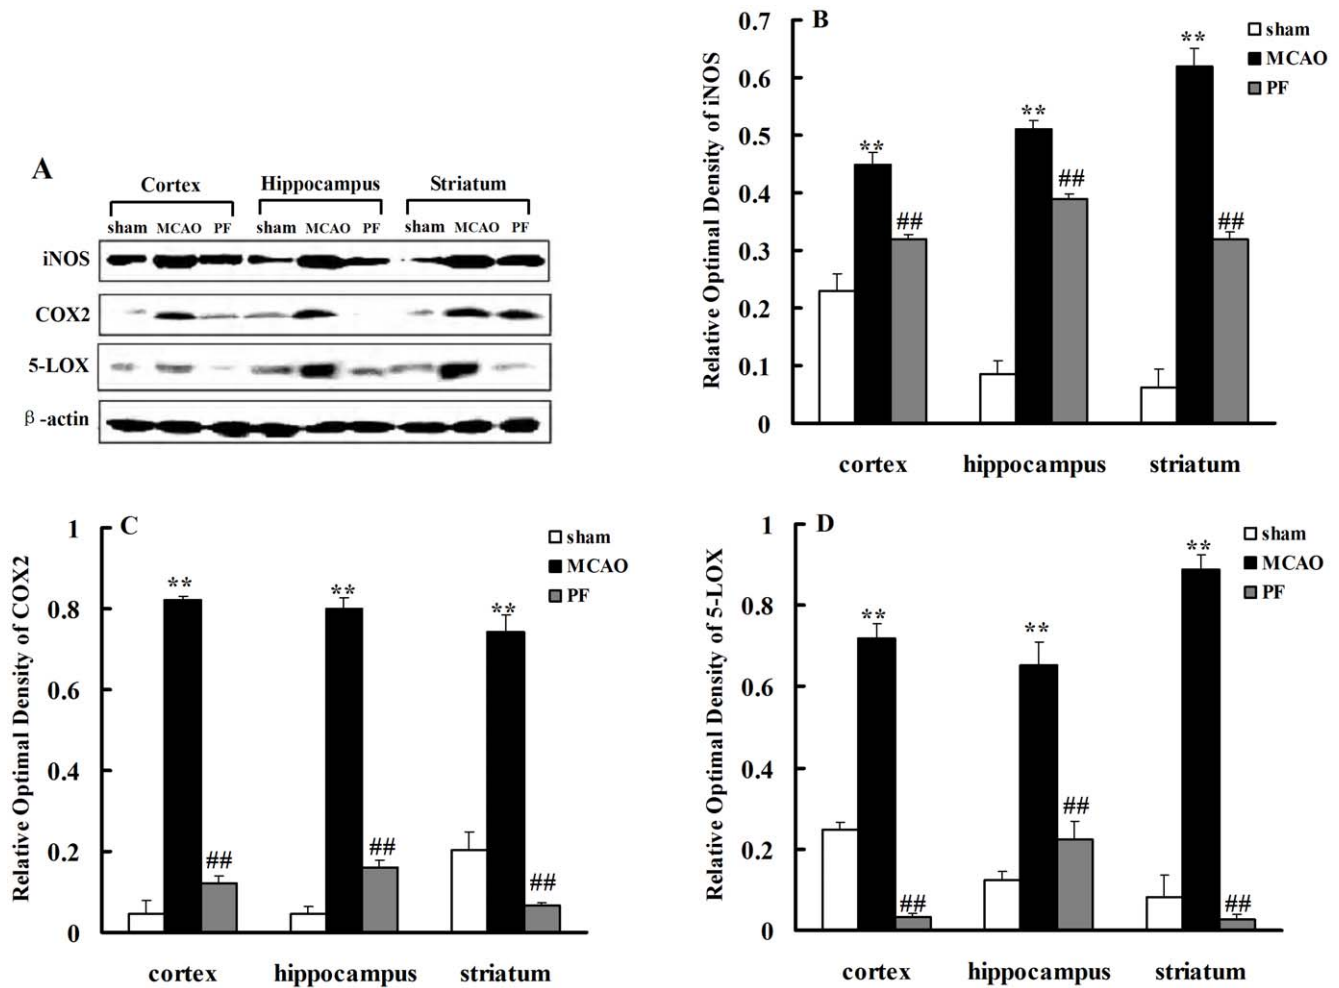 A
Cortex Hippocampus Striatum
sham MCAO PF sham MCAO PF sham MCAO PF
iNOS
COX2
5-LOX
β-actin
B
Relative Optimal Density of iNOS
0.7
0.6
0.5
0.4
0.3
0.2
0.1
0
** ## ** ## ** ##
cortex hippocampus striatum
sham
MCAO
PF
C
Relative Optimal Density of COX2
1
0.8
0.6
0.4
0.2
0
** ## ** ## ** ##
cortex hippocampus striatum
sham
MCAO
PF
D
Relative Optimal Density of 5-LOX
1
0.8
0.6
0.4
0.2
0
** ## ** ## ** ##
cortex hippocampus striatum
sham
MCAO
PF